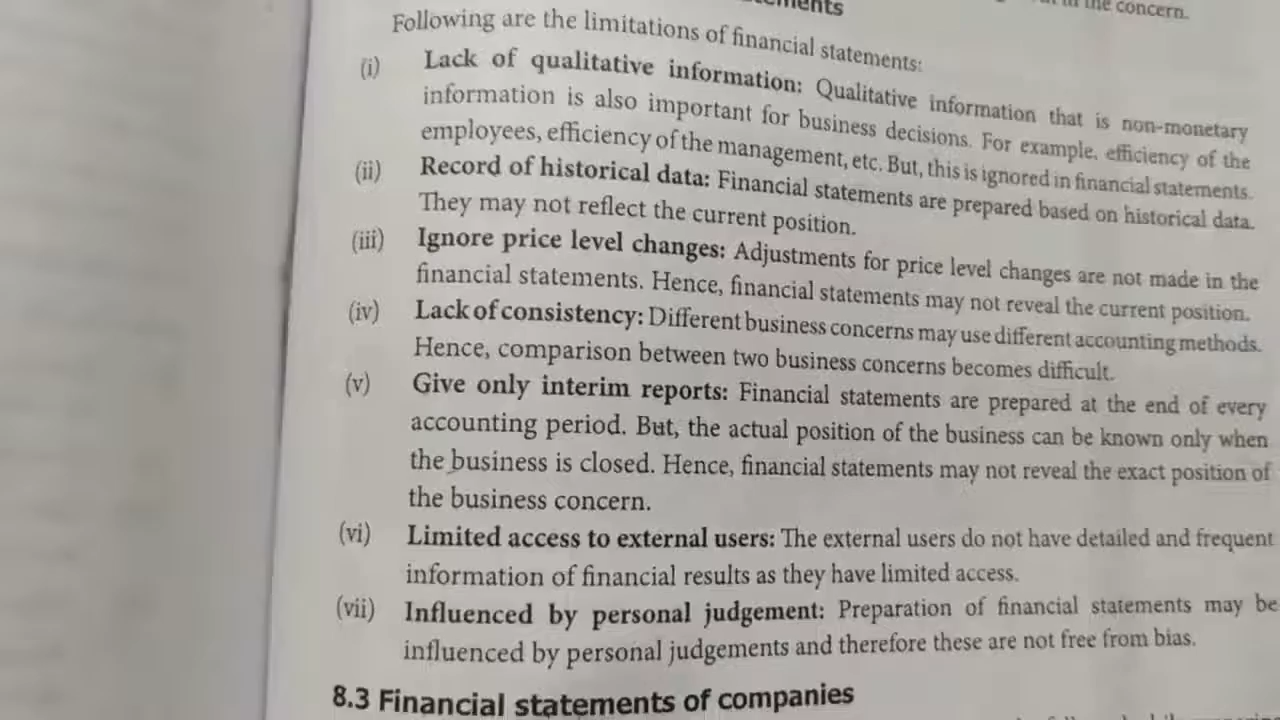 the concern.
Following are the limitations of financial statements:
(i) Lack of qualitative information: Qualitative information that is non-monetary
information is also important for business decisions. For example, efficiency of the
employees, efficiency of the management, etc. But, this is ignored in financial statements.
(ii) Record of historical data: Financial statements are prepared based on historical data.
They may not reflect the current position.
(iii) Ignore price level changes: Adjustments for price level changes are not made in the
financial statements. Hence, financial statements may not reveal the current position.
(iv) Lack of consistency: Different business concerns may use different accounting methods.
Hence, comparison between two business concerns becomes difficult.
(v) Give only interim reports: Financial statements are prepared at the end of every
accounting period. But, the actual position of the business can be known only when
the business is closed. Hence, financial statements may not reveal the exact position of
the business concern.
(vi) Limited access to external users: The external users do not have detailed and frequent
information of financial results as they have limited access.
(vii) Influenced by personal judgement: Preparation of financial statements may be
influenced by personal judgements and therefore these are not free from bias.
8.3 Financial statements of companies